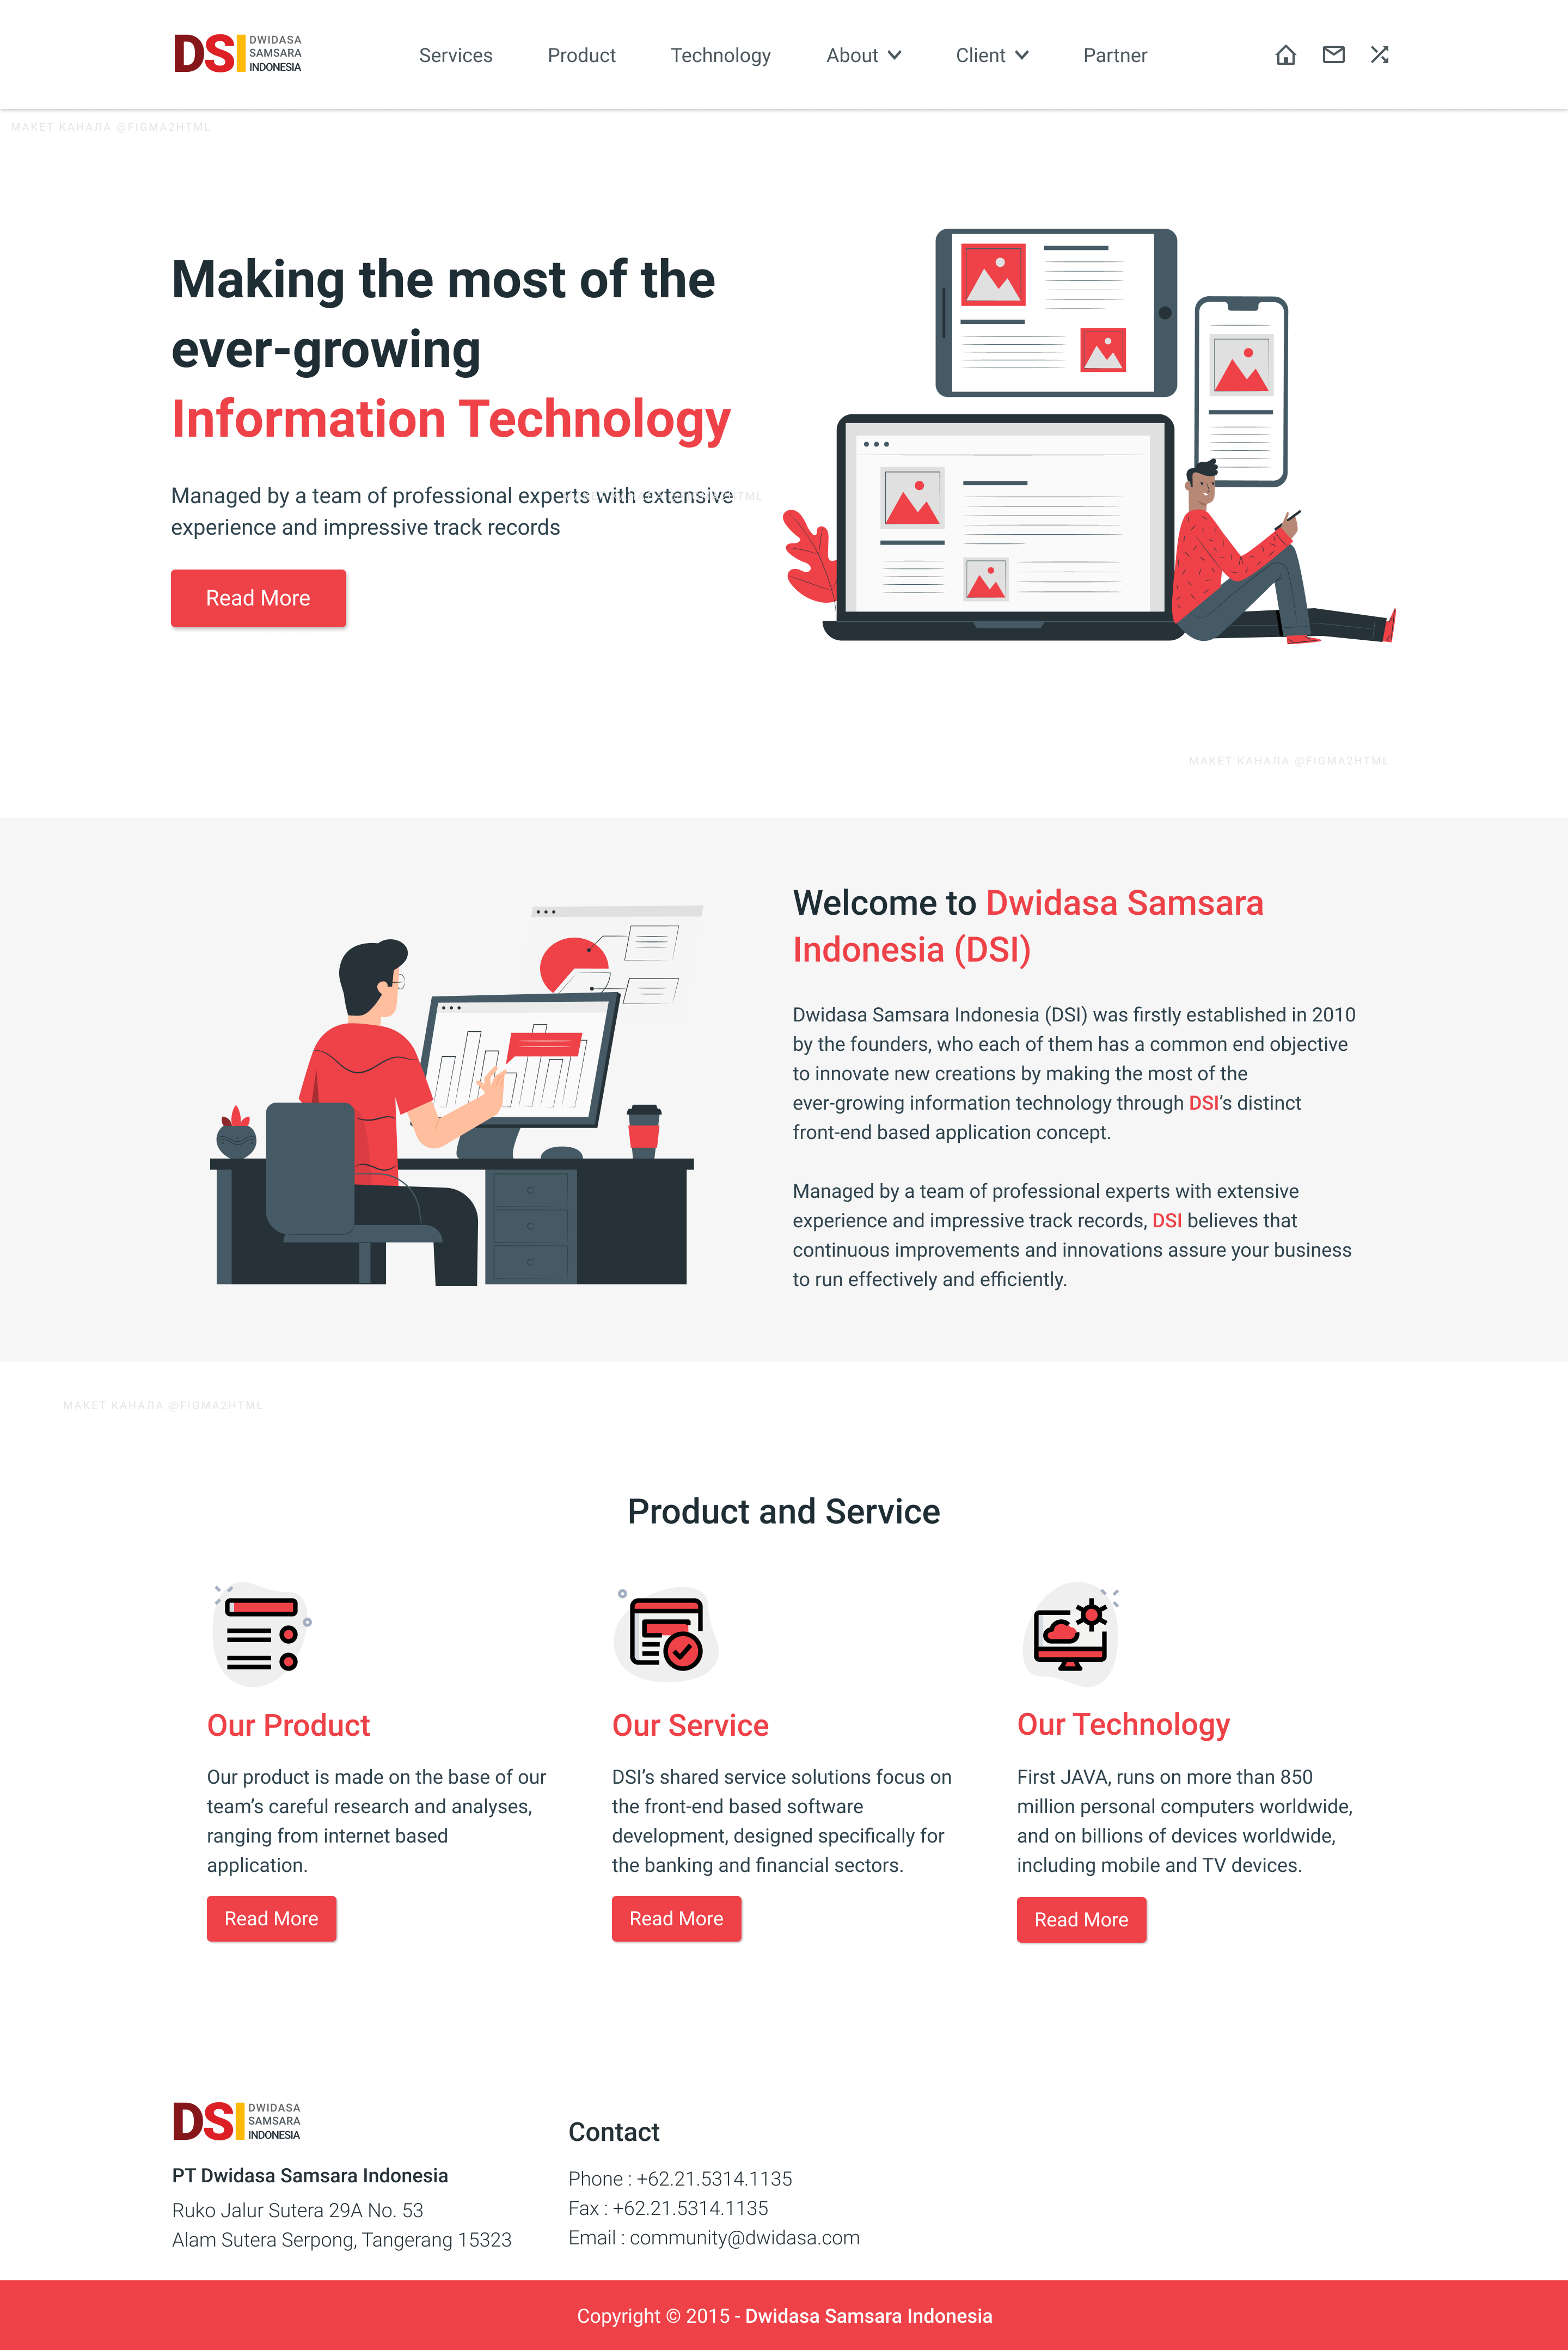 DSI DWIDASA
SAMSARA
INDONESIA
Services Product Technology About Client Partner
МАКЕТ КАНАЛА @FIGMA2HTML
Making the most of the
ever-growing
Information Technology
Managed by a team of professional experts with extensive
experience and impressive track records
Read More
МАКЕТ КАНАЛА @FIGMA2HTML
Welcome to Dwidasa Samsara
Indonesia (DSI)
Dwidasa Samsara Indonesia (DSI) was firstly established in 2010
by the founders, who each of them has a common end objective
to innovate new creations by making the most of the
ever-growing information technology through DSI’s distinct
front-end based application concept.
Managed by a team of professional experts with extensive
experience and impressive track records, DSI believes that
continuous improvements and innovations assure your business
to run effectively and efficiently.
МАКЕТ КАНАЛА @FIGMA2HTML
Product and Service
Our Product
Our product is made on the base of our
team’s careful research and analyses,
ranging from internet based
application.
Read More
Our Service
DSI’s shared service solutions focus on
the front-end based software
development, designed specifically for
the banking and financial sectors.
Read More
Our Technology
First JAVA, runs on more than 850
million personal computers worldwide,
and on billions of devices worldwide,
including mobile and TV devices.
Read More
DSI DWIDASA
SAMSARA
INDONESIA
PT Dwidasa Samsara Indonesia
Ruko Jalur Sutera 29A No. 53
Alam Sutera Serpong, Tangerang 15323
Contact
Phone : +62.21.5314.1135
Fax : +62.21.5314.1135
Email : community@dwidasa.com
Copyright © 2015 - Dwidasa Samsara Indonesia